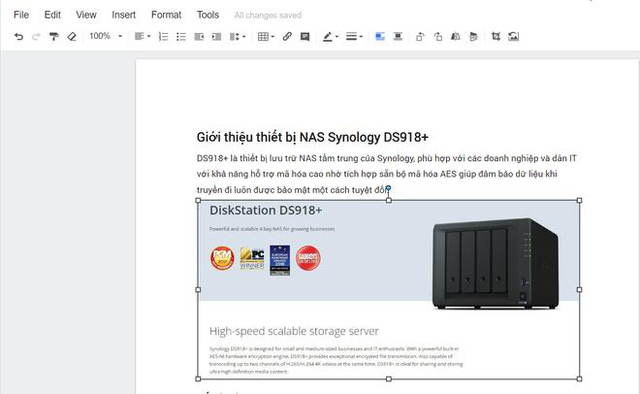 File Edit View Insert Format Tools All changes saved
100%
Giới thiệu thiết bị NAS Synology DS918+
DS918+ là thiết bị lưu trữ NAS tầm trung của Synology, phù hợp với các doanh nghiệp và dân IT
với khả năng hỗ trợ mã hóa cao nhờ tích hợp sẵn bộ mã hóa AES giúp đảm bảo dữ liệu khi
truyền đi luôn được bảo mật một cách tuyệt đối
DiskStation DS918+
Powerful and scalable 4-bay NAS for growing businesses
PC
WINNER
High-speed scalable storage server
Synology DS918+ is designed for small and medium-sized businesses and IT enthusiasts. With a powerful built-in
AES-NI hardware encryption engine, DS918+ provides exceptional encrypted file transmission. Also capable of
transcoding up to two channels of H.265/H.264 4K videos at the same time, DS918+ is ideal for sharing and storing
ultra-high definition media content.